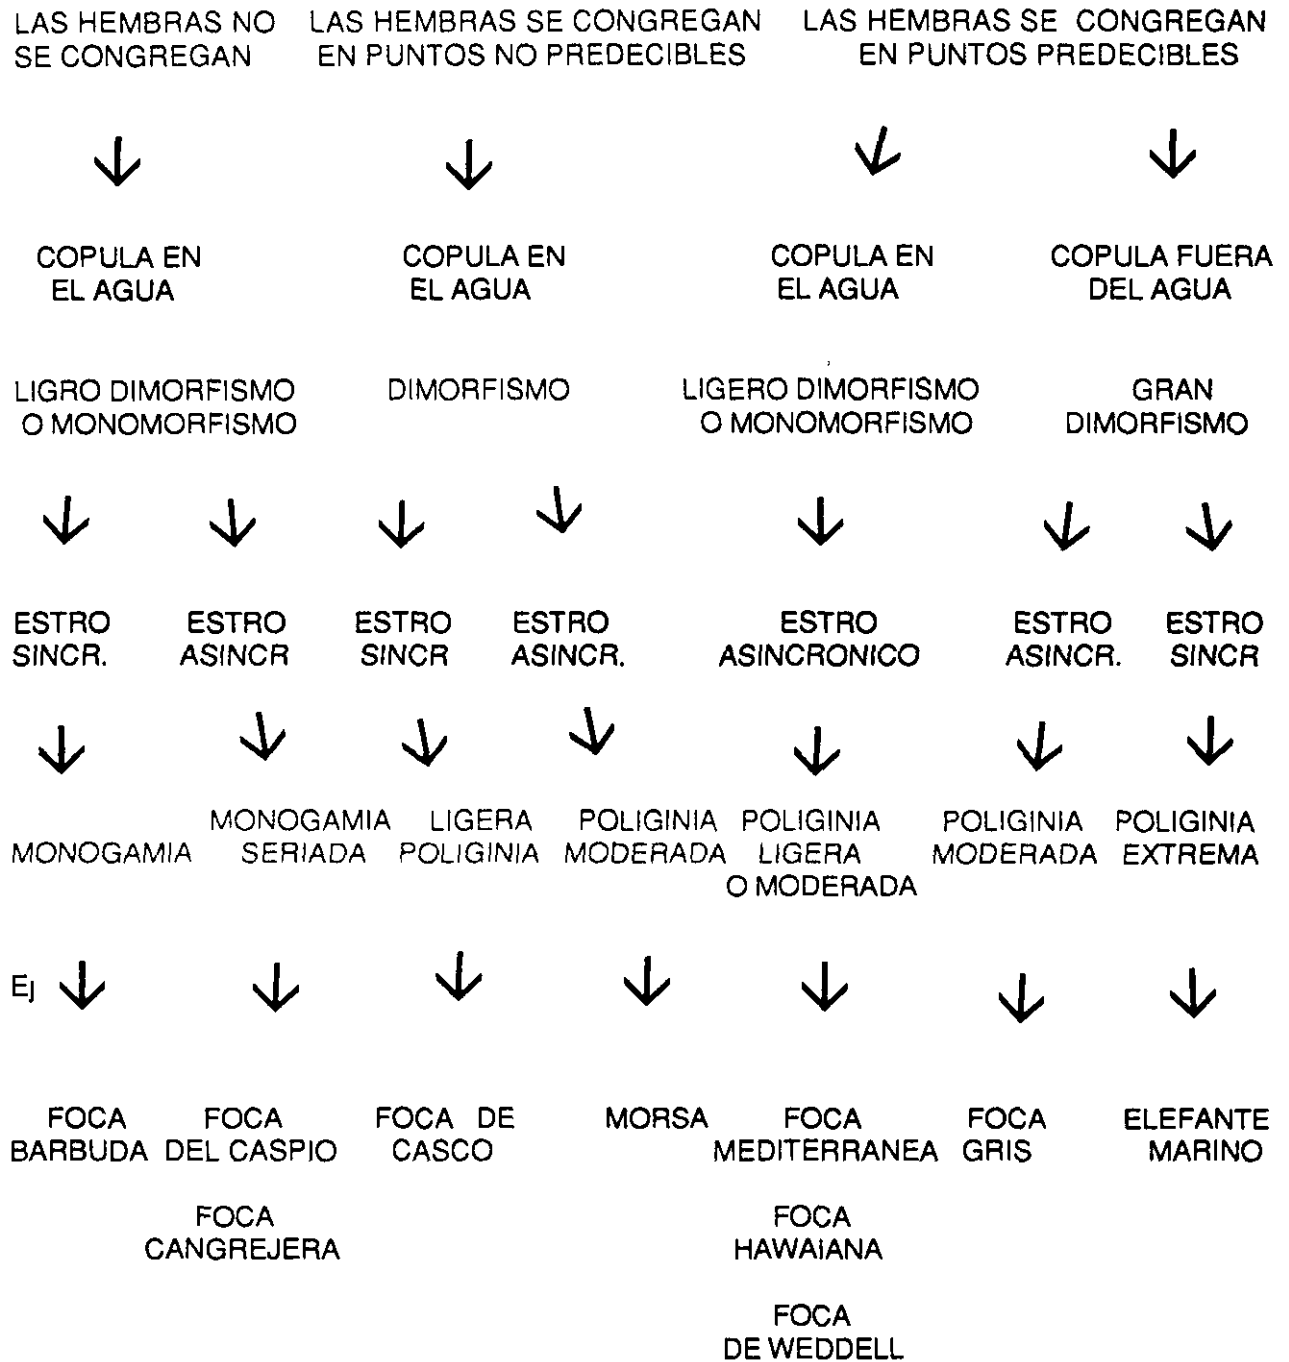 LAS HEMBRAS NO
SE CONGREGAN
LAS HEMBRAS SE CONGREGAN
EN PUNTOS NO PREDECIBLES
LAS HEMBRAS SE CONGREGAN
EN PUNTOS PREDECIBLES
COPULA EN
EL AGUA
COPULA EN
EL AGUA
COPULA EN
EL AGUA
COPULA FUERA
DEL AGUA
LIGRO DIMORFISMO
O MONOMORFISMO
DIMORFISMO
LIGERO DIMORFISMO
O MONOMORFISMO
GRAN
DIMORFISMO
ESTRO
SINCR.
ESTRO
ASINCR
ESTRO
SINCR
ESTRO
ASINCR.
ESTRO
ASINCRONICO
ESTRO
ASINCR.
ESTRO
SINCR
MONOGAMIA
MONOGAMIA
SERIADA
LIGERA
POLIGINIA
POLIGINIA
MODERADA
POLIGINIA
LIGERA
O MODERADA
POLIGINIA
MODERADA
POLIGINIA
EXTREMA
Ej
FOCA
BARBUDA
FOCA
DEL CASPIO
FOCA DE
CASCO
MORSA
FOCA
MEDITERRANEA
FOCA
GRIS
ELEFANTE
MARINO
FOCA
CANGREJERA
FOCA
HAWAIANA
FOCA
DE WEDDELL